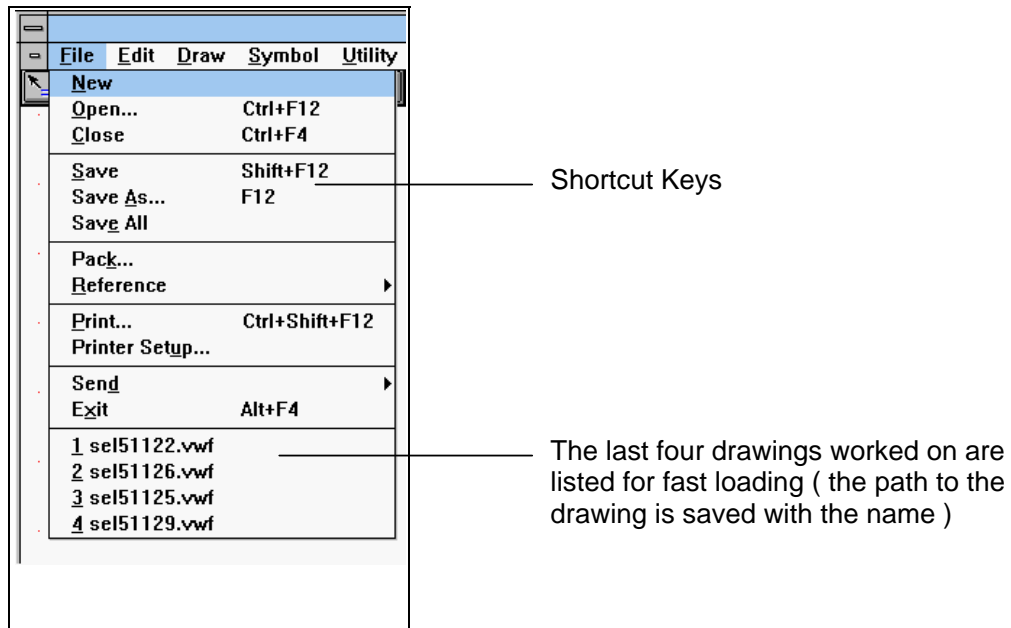 File Edit Draw Symbol Utility
New
Open... Ctrl+F12
Close Ctrl+F4
Save Shift+F12
Save As... F12
Save All
Pack...
Reference
Print... Ctrl+Shift+F12
Printer Setup...
Send
Exit Alt+F4
1 sel51122.vwf
2 sel51126.vwf
3 sel51125.vwf
4 sel51129.vwf
Shortcut Keys
The last four drawings worked on are
listed for fast loading ( the path to the
drawing is saved with the name )